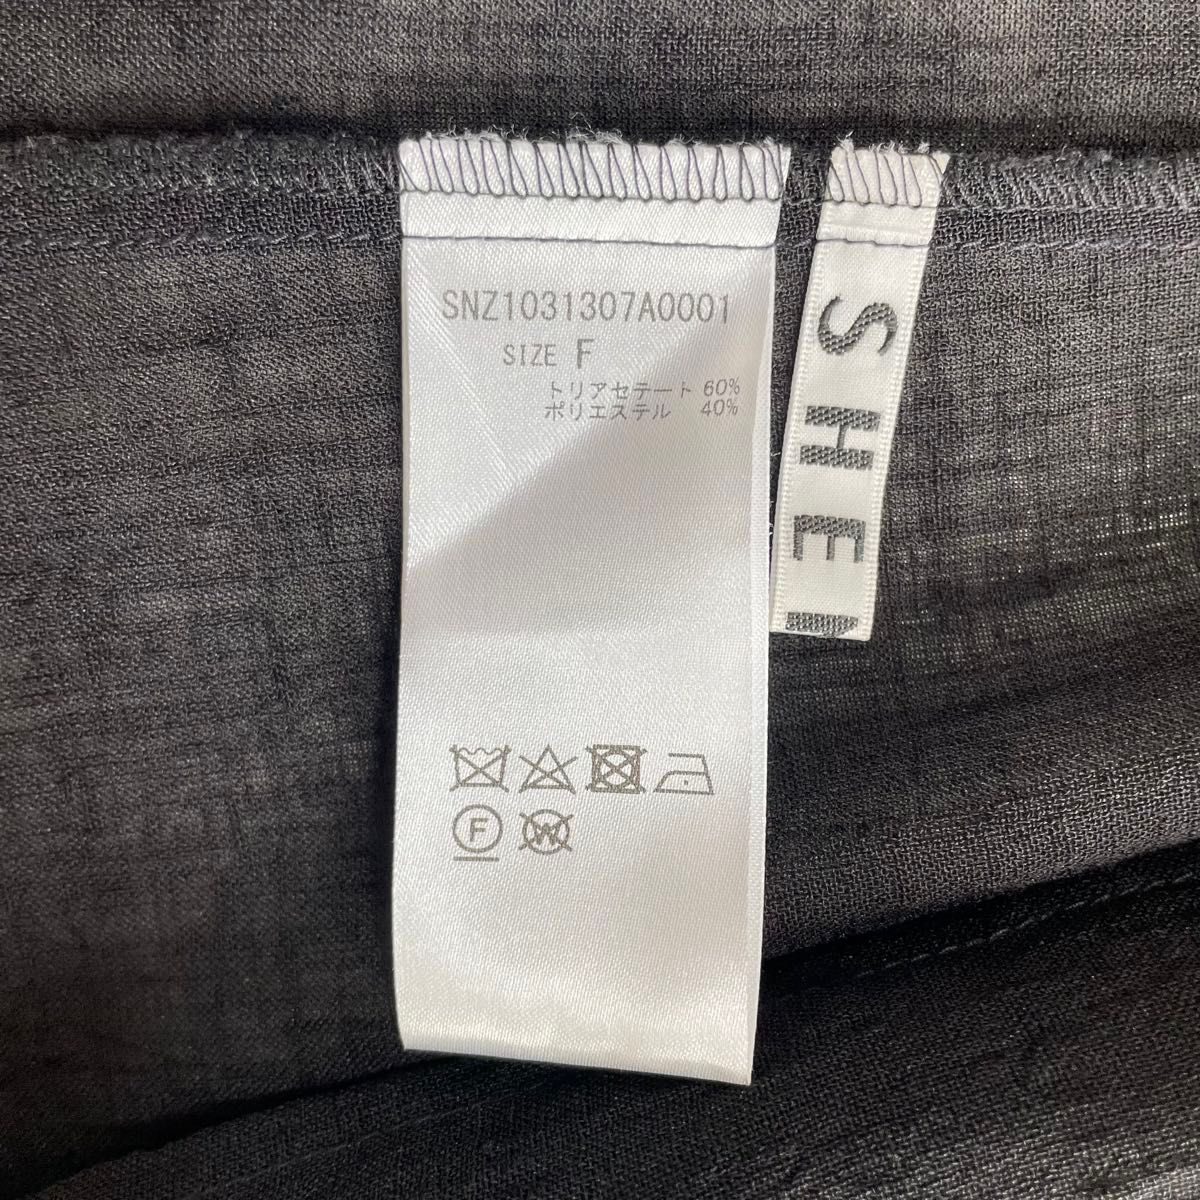 SNZ1031307A0001
SIZE F
トリアセテート 60%
ポリエステル 40%
F
W
SHE